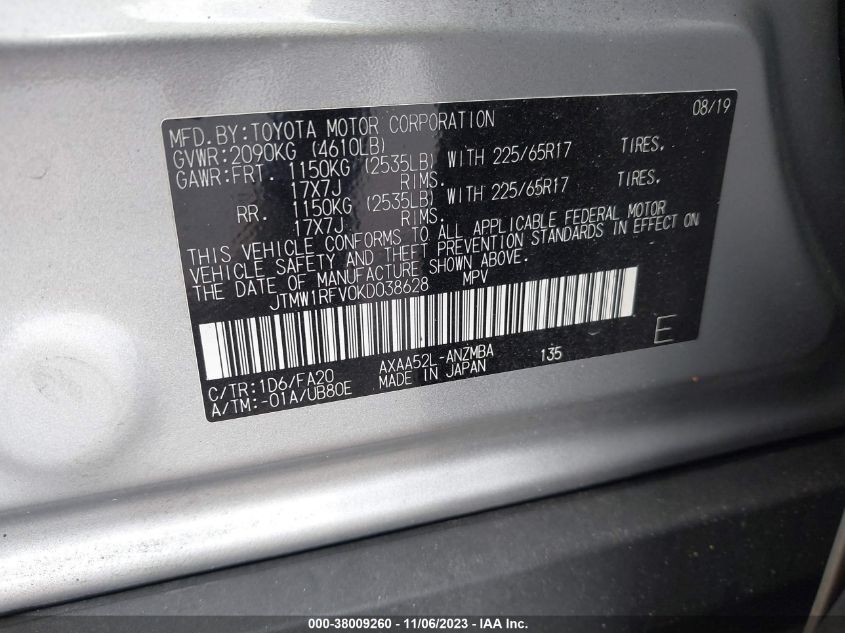 08/19
MFD.BY:TOYOTA MOTOR CORPORATION
GVWR:2090KG (4610LB)
GAWR:FRT. 1150KG (2535LB) WITH 225/65R17 TIRES,
17X7J RIMS.
RR. 1150KG (2535LB) WITH 225/65R17 TIRES,
17X7J RIMS.
THIS VEHICLE CONFORMS TO ALL APPLICABLE FEDERAL MOTOR
VEHICLE SAFETY AND THEFT PREVENTION STANDARDS IN EFFECT ON
THE DATE OF MANUFACTURE SHOWN ABOVE.
JTMW1RFV0KD038628 MPV
C/TR:1D6/FA20 AXAA52L-ANZMBA 135 E
A/TM:-01A/UB80E MADE IN JAPAN
000-38009260 - 11/06/2023 - IAA Inc.